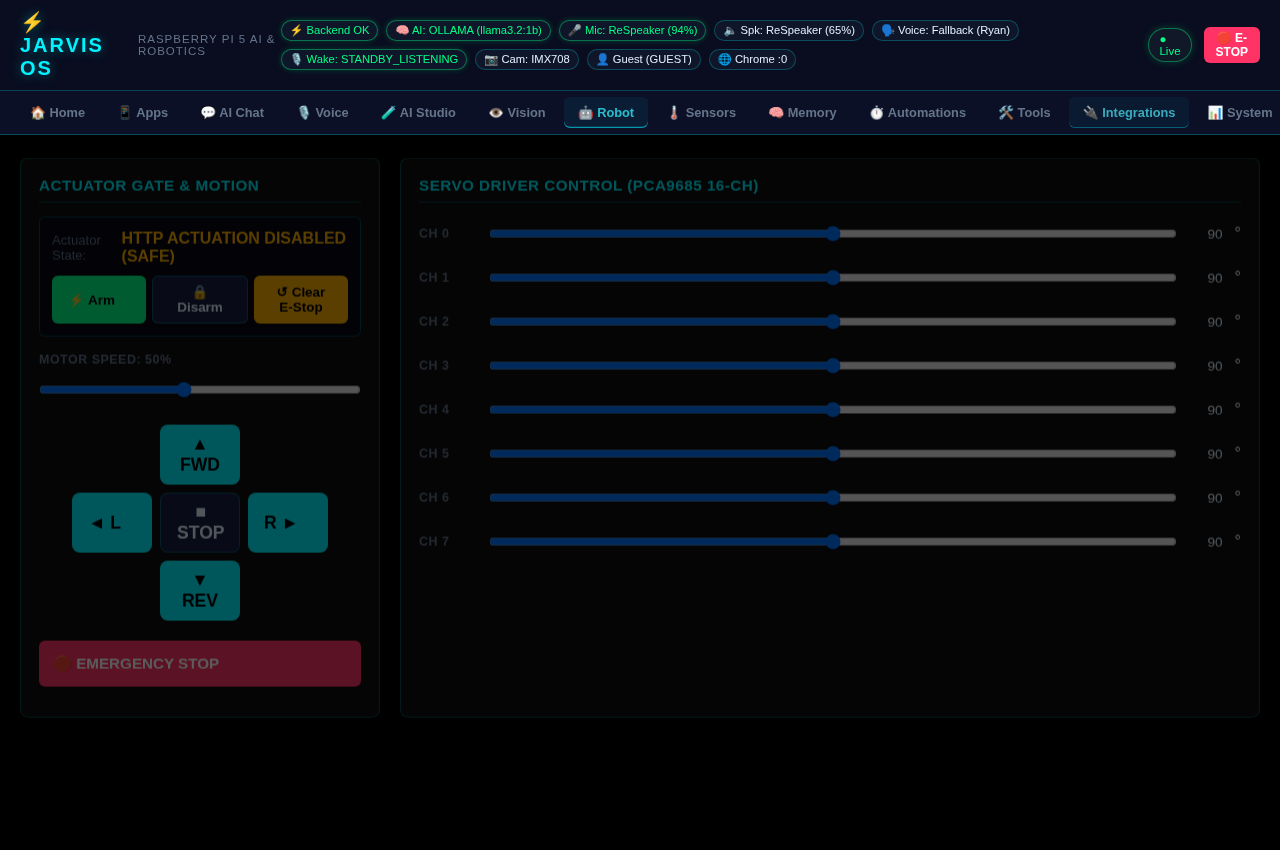 ⚡ JARVIS OS
RASPBERRY PI 5 AI & ROBOTICS
⚡ Backend OK
🧠 AI: OLLAMA (llama3.2:1b)
🎤 Mic: ReSpeaker (94%)
🔈 Spk: ReSpeaker (65%)
🗣️ Voice: Fallback (Ryan)
🎙️ Wake: STANDBY_LISTENING
📷 Cam: IMX708
👤 Guest (GUEST)
🌐 Chrome :0
● Live
🛑 E-STOP
🏠 Home
📱 Apps
💬 AI Chat
🎙️ Voice
🧪 AI Studio
👁️ Vision
🤖 Robot
🌡️ Sensors
🧠 Memory
⏱️ Automations
🛠️ Tools
🔌 Integrations
📊 System
ACTUATOR GATE & MOTION
Actuator State:
HTTP ACTUATION DISABLED (SAFE)
⚡ Arm
🔒 Disarm
↺ Clear E-Stop
MOTOR SPEED: 50%
▲ FWD
◄ L
■ STOP
R ►
▼ REV
🛑 EMERGENCY STOP
SERVO DRIVER CONTROL (PCA9685 16-CH)
CH 0 90 °
CH 1 90 °
CH 2 90 °
CH 3 90 °
CH 4 90 °
CH 5 90 °
CH 6 90 °
CH 7 90 °